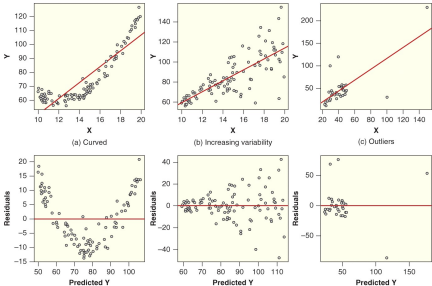 120
110
100
90
80
70
60
10 12 14 16 18 20
Y
X
(a) Curved
140
120
100
80
60
10 12 14 16 18 20
Y
X
(b) Increasing variability
200
150
100
50
20 40 60 80 100 120 140
Y
X
(c) Outliers
20
15
10
5
0
−5
−10
−15
50 60 70 80 90 100
Residuals
Predicted Y
40
20
0
−20
−40
60 70 80 90 100 110
Residuals
Predicted Y
50
0
−50
50 100 150
Residuals
Predicted Y